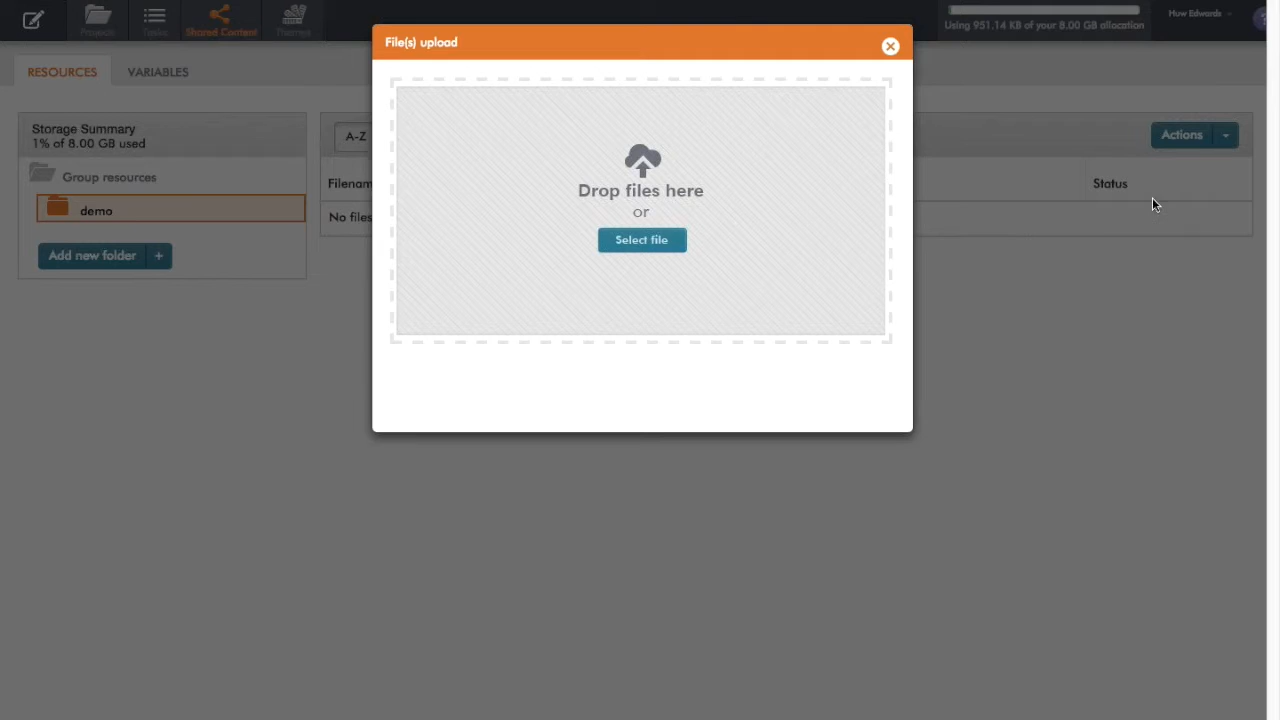 Projects
Tasks
Shared Content
Themes
Using 951.14 KB of your 8.00 GB allocation
Huw Edwards
?
File(s) upload
RESOURCES
VARIABLES
Storage Summary
1% of 8.00 GB used
Group resources
demo
Add new folder +
A-Z
Actions
Filenam
Status
No files
Drop files here
or
Select file